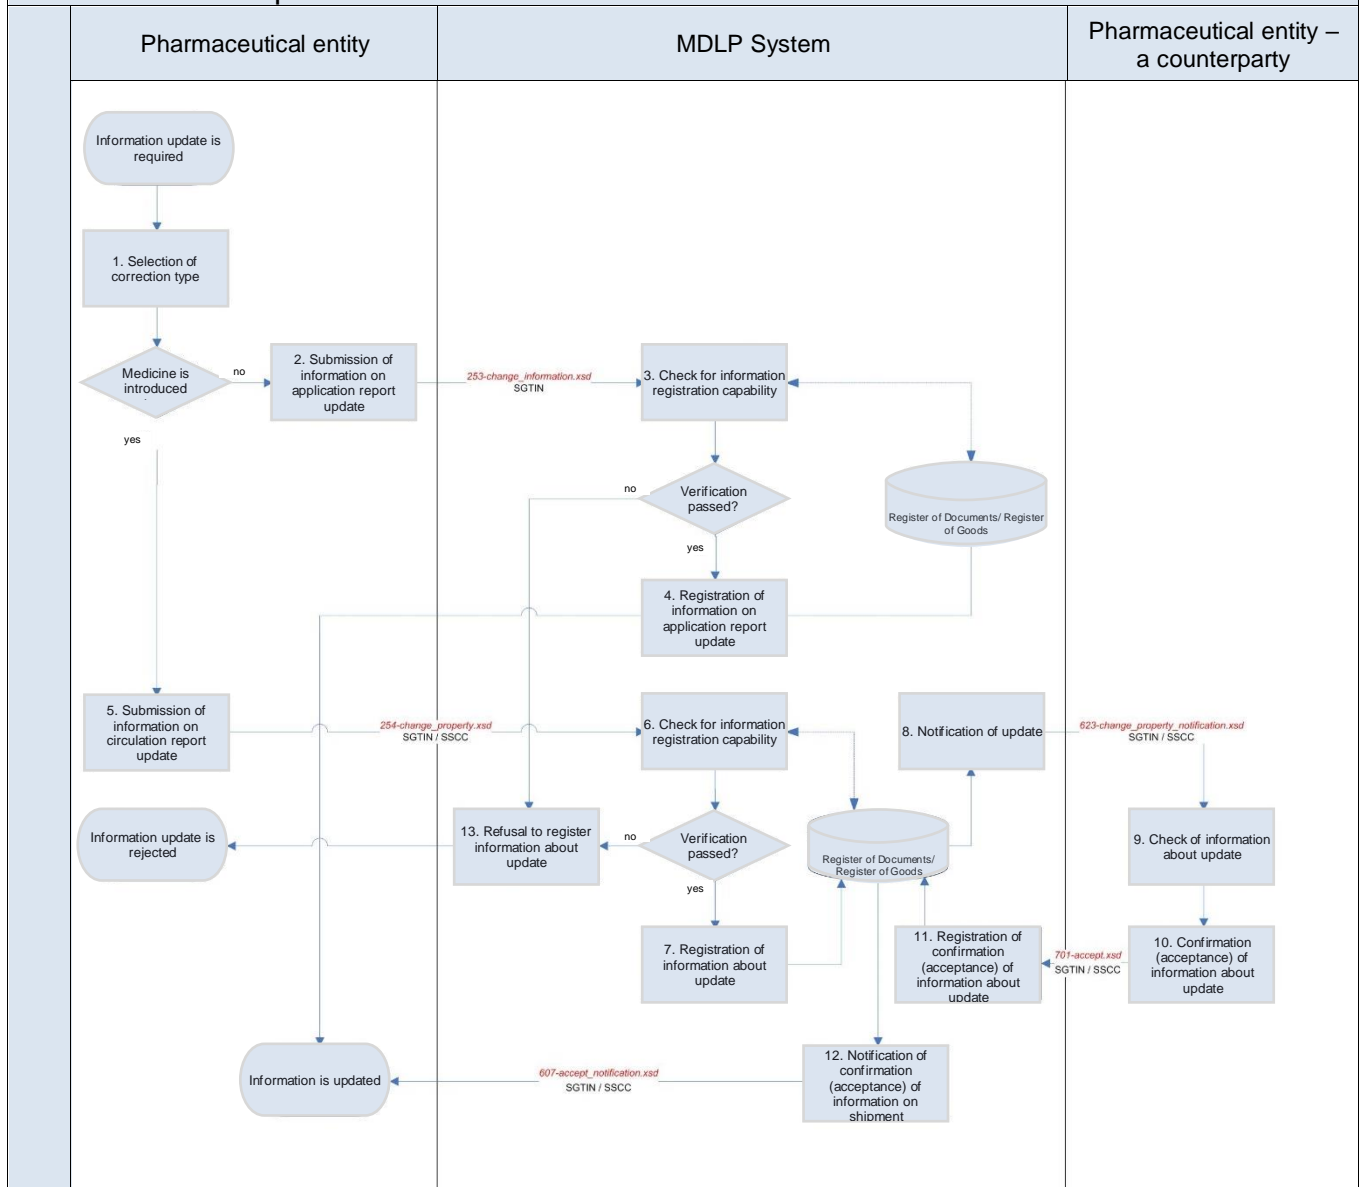 Pharmaceutical entity
MDLP System
Pharmaceutical entity –
a counterparty
Information update is
required
1. Selection of
correction type
Medicine is
introduced
no
yes
2. Submission of
information on
application report
update
253-change_information.xsd
SGTIN
3. Check for information
registration capability
Verification
passed?
no
yes
Register of Documents/ Register
of Goods
4. Registration of
information on
application report
update
5. Submission of
information on
circulation report
update
254-change_property.xsd
SGTIN / SSCC
6. Check for information
registration capability
8. Notification of update
623-change_property_notification.xsd
SGTIN / SSCC
Information update is
rejected
13. Refusal to register
information about
update
no
Verification
passed?
yes
Register of Documents/
Register of Goods
9. Check of information
about update
7. Registration of
information about
update
11. Registration of
confirmation
(acceptance) of
information about
update
701-accept.xsd
SGTIN / SSCC
10. Confirmation
(acceptance) of
information about
update
Information is updated
607-accept_notification.xsd
SGTIN / SSCC
12. Notification of
confirmation
(acceptance) of
information on
shipment